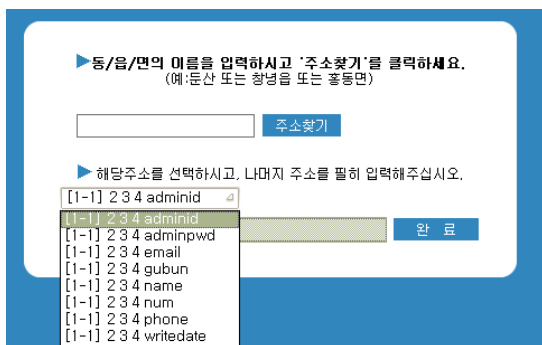 ▶동/읍/면의 이름을 입력하시고 '주소찾기'를 클릭하세요.
(예:둔산 또는 창녕읍 또는 홍동면)
주소찾기
▶ 해당주소를 선택하시고, 나머지 주소를 필히 입력해주십시오.
[1-1] 2 3 4 adminid
[1-1] 2 3 4 adminid
완 료
[1-1] 2 3 4 adminpwd
[1-1] 2 3 4 email
[1-1] 2 3 4 gubun
[1-1] 2 3 4 name
[1-1] 2 3 4 num
[1-1] 2 3 4 phone
[1-1] 2 3 4 writedate